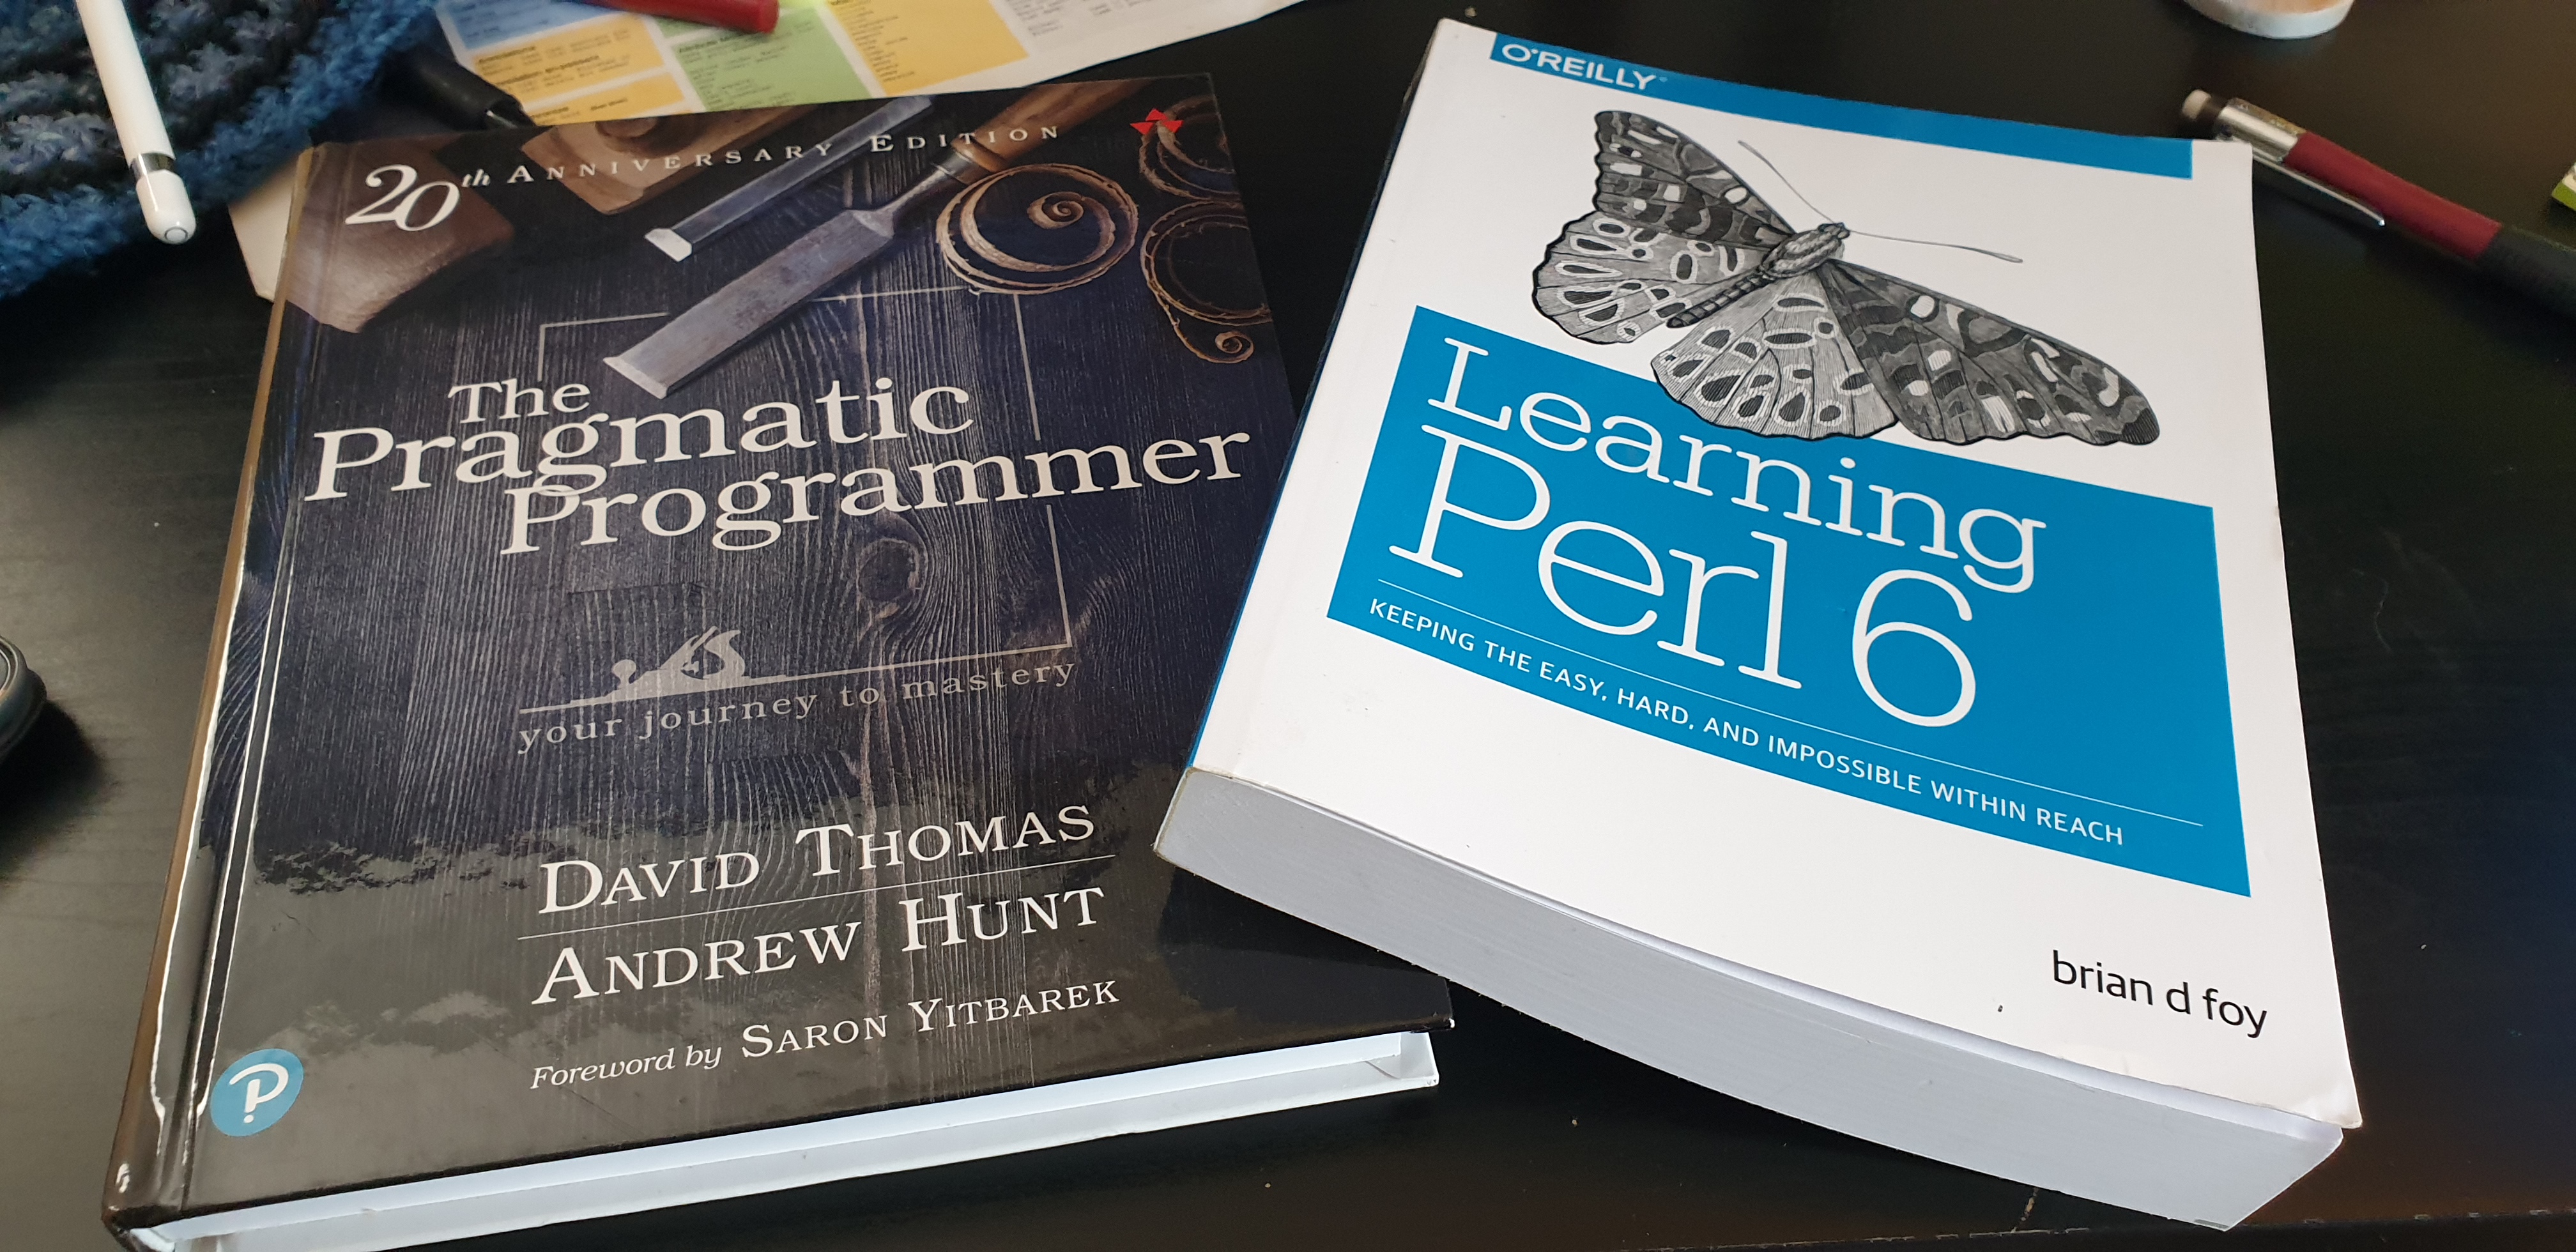 20th ANNIVERSARY EDITION
The
Pragmatic
Programmer
your journey to mastery
DAVID THOMAS
ANDREW HUNT
Foreword by SARON YITBAREK
P
O'REILLY
Learning
Perl 6
KEEPING THE EASY, HARD, AND IMPOSSIBLE WITHIN REACH
brian d foy